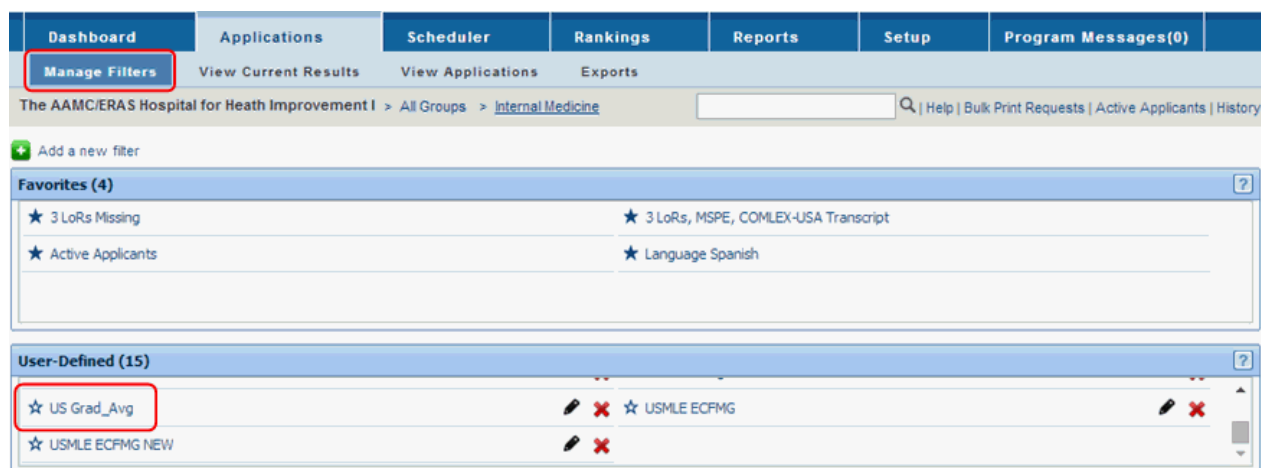 Dashboard Applications Scheduler Rankings Reports Setup Program Messages(0)
Manage Filters View Current Results View Applications Exports
The AAMC/ERAS Hospital for Heath Improvement I > All Groups > Internal Medicine | Help | Bulk Print Requests | Active Applicants | History
Add a new filter
Favorites (4) ?
3 LoRs Missing 3 LoRs, MSPE, COMLEX-USA Transcript
Active Applicants Language Spanish
User-Defined (15) ?
US Grad_Avg USMLE ECFMG
USMLE ECFMG NEW